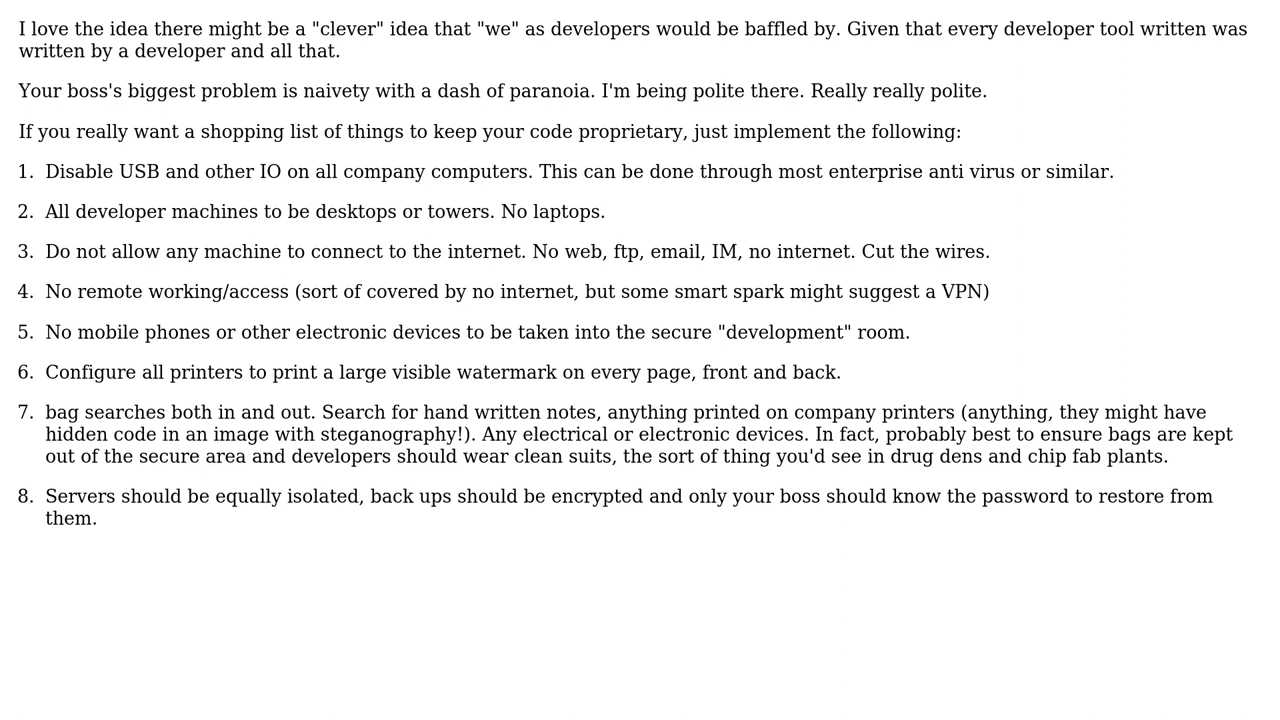 I love the idea there might be a "clever" idea that "we" as developers would be baffled by. Given that every developer tool written was
written by a developer and all that.
Your boss's biggest problem is naivety with a dash of paranoia. I'm being polite there. Really really polite.
If you really want a shopping list of things to keep your code proprietary, just implement the following:
1. Disable USB and other IO on all company computers. This can be done through most enterprise anti virus or similar.
2. All developer machines to be desktops or towers. No laptops.
3. Do not allow any machine to connect to the internet. No web, ftp, email, IM, no internet. Cut the wires.
4. No remote working/access (sort of covered by no internet, but some smart spark might suggest a VPN)
5. No mobile phones or other electronic devices to be taken into the secure "development" room.
6. Configure all printers to print a large visible watermark on every page, front and back.
7. bag searches both in and out. Search for hand written notes, anything printed on company printers (anything, they might have
hidden code in an image with steganography!). Any electrical or electronic devices. In fact, probably best to ensure bags are kept
out of the secure area and developers should wear clean suits, the sort of thing you'd see in drug dens and chip fab plants.
8. Servers should be equally isolated, back ups should be encrypted and only your boss should know the password to restore from
them.